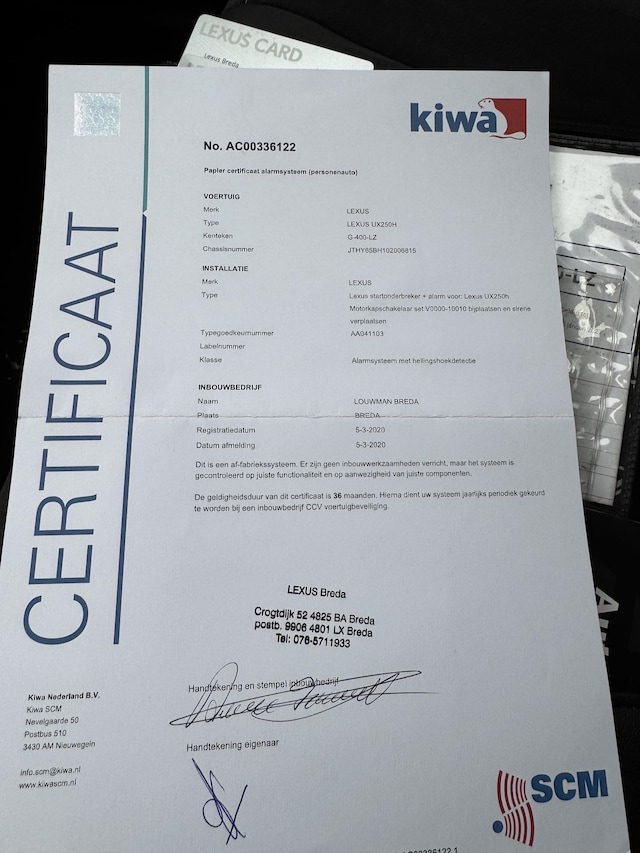 LEXUS CARD
Lexus Breda
kiwa
CERTIFICAAT
No. AC00336122
Papier certificaat alarmsysteem (personenauto)
VOERTUIG
Merk LEXUS
Type LEXUS UX250H
Kenteken G-400-LZ
Chassisnummer JTHY65BH102006815
INSTALLATIE
Merk LEXUS
Type Lexus startonderbreker + alarm voor: Lexus UX250h
Motorkapschakelaar set V0000-10010 bijplaatsen en sirene
verplaatsen
Typegoedkeurnummer AA041103
Labelnummer
Klasse Alarmsysteem met hellingshoekdetectie
INBOUWBEDRIJF
Naam LOUWMAN BREDA
Plaats BREDA
Registratiedatum 5-3-2020
Datum afmelding 5-3-2020
Dit is een af-fabriekssysteem. Er zijn geen inbouwwerkzaamheden verricht, maar het systeem is
gecontroleerd op juiste functionaliteit en op aanwezigheid van juiste componenten.
De geldigheidsduur van dit certificaat is 36 maanden. Hierna dient uw systeem jaarlijks periodiek gekeurd
te worden bij een inbouwbedrijf CCV voertuigbeveiliging.
LEXUS Breda
Crogtdijk 52 4825 BA Breda
postb. 9906 4801 LX Breda
Tel: 076-5711933
Handtekening en stempel inbouwbedrijf
Handtekening eigenaar
Kiwa Nederland B.V.
Kiwa SCM
Nevelgaarde 50
Postbus 510
3430 AM Nieuwegein
info.scm@kiwa.nl
www.kiwascm.nl
SCM